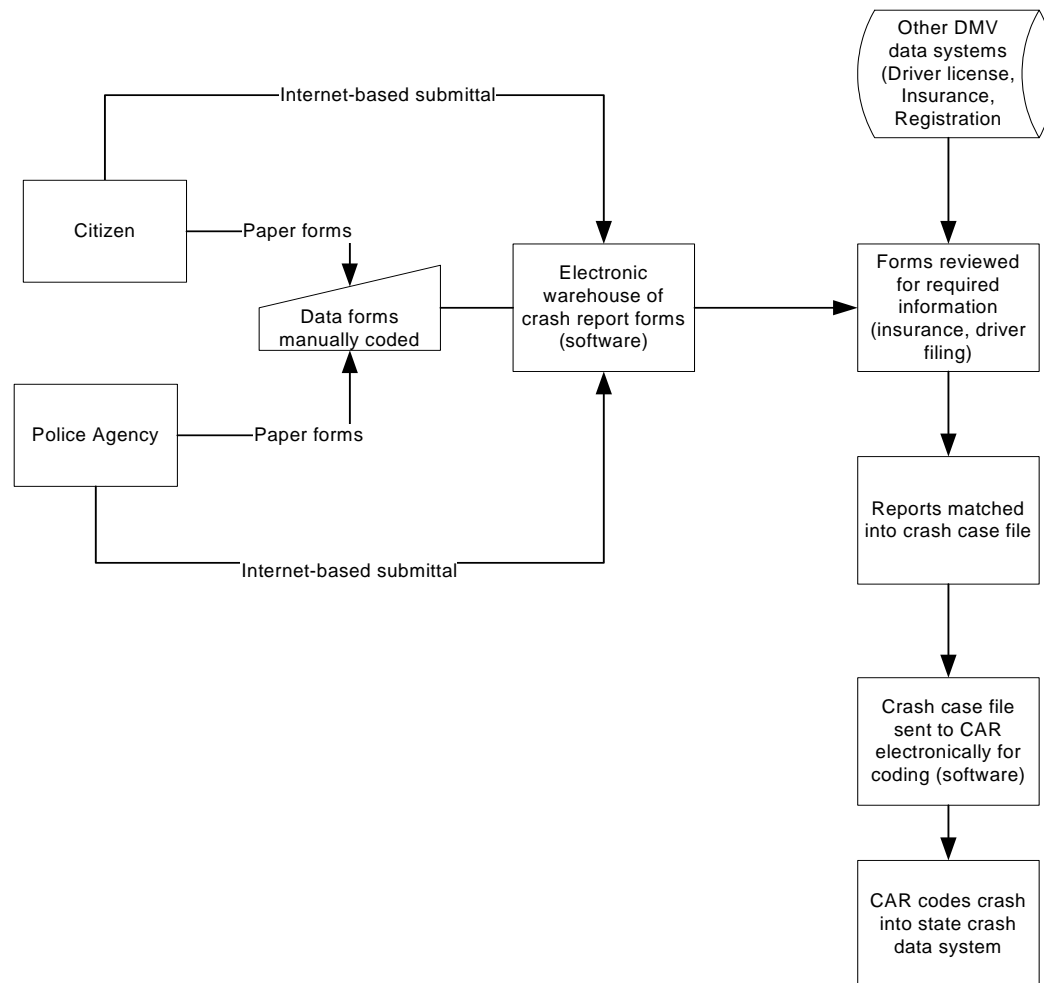 Other DMV
data systems
(Driver license,
Insurance,
Registration
Internet-based submittal
Citizen
Paper forms
Data forms
manually coded
Electronic
warehouse of
crash report forms
(software)
Forms reviewed
for required
information
(insurance, driver
filing)
Police Agency
Paper forms
Internet-based submittal
Reports matched
into crash case file
Crash case file
sent to CAR
electronically for
coding (software)
CAR codes crash
into state crash
data system